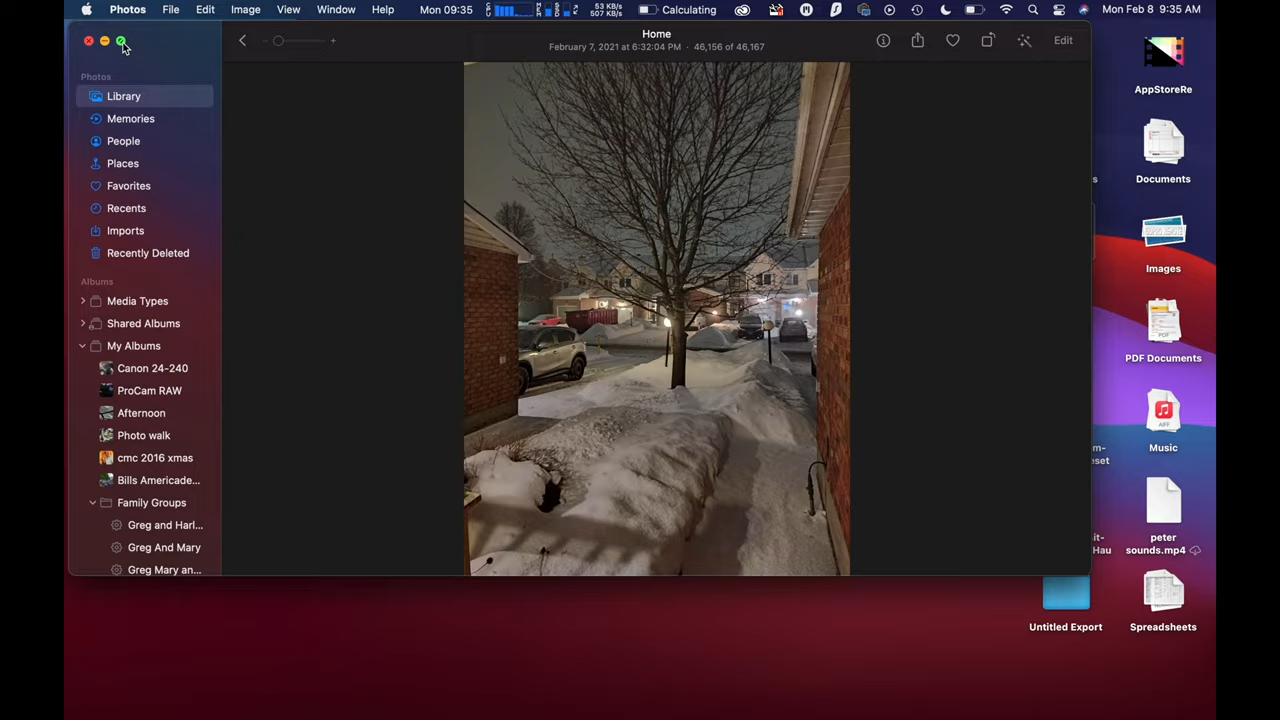 Photos File Edit Image View Window Help Mon 09:35 53 KB/s 507 KB/s Calculating Mon Feb 8 9:35 AM
Home
February 7, 2021 at 6:32:04 PM - 46,156 of 46,167
Edit
Photos
Library
Memories
People
Places
Favorites
Recents
Imports
Recently Deleted
Albums
Media Types
Shared Albums
My Albums
Canon 24-240
ProCam RAW
Afternoon
Photo walk
cmc 2016 xmas
Bills Americade...
Family Groups
Greg and Harl...
Greg And Mary
Greg Mary an...
AppStoreRe
Documents
Images
PDF Documents
AIFF
Music
peter
sounds.mp4
Untitled Export
Spreadsheets